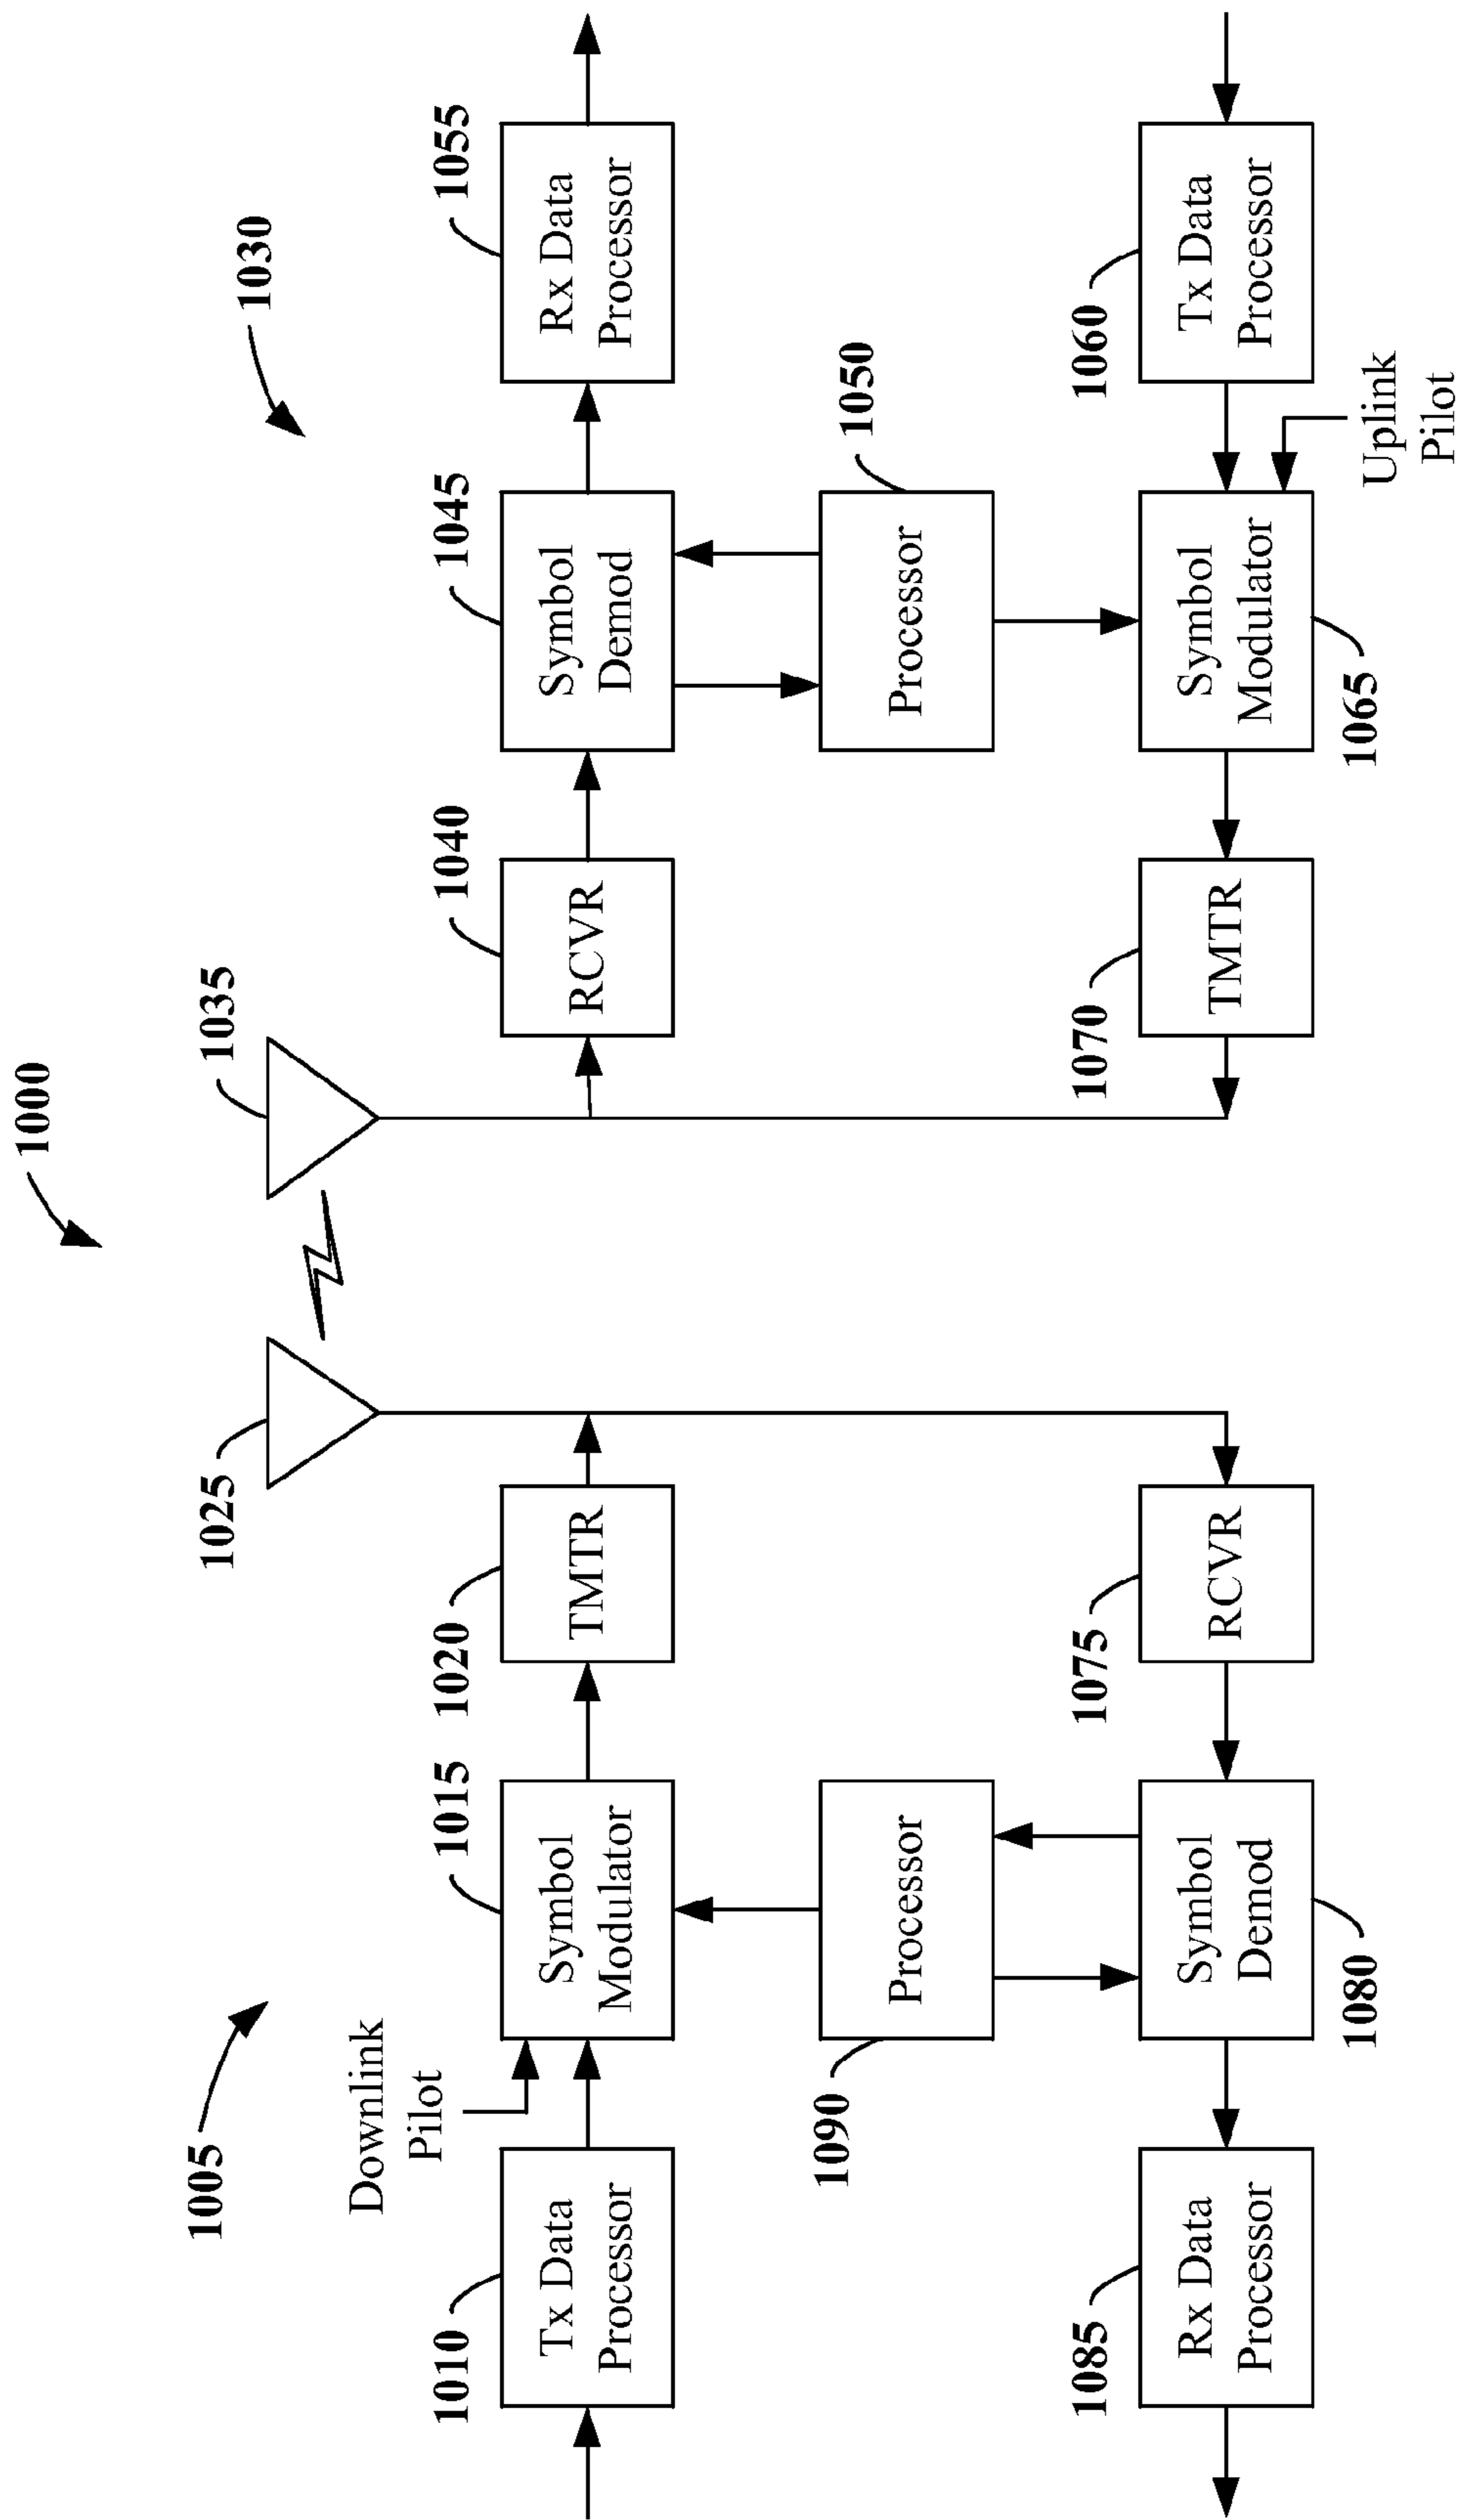 1000
1005
1025
1035
1030
Downlink
Pilot
1010
1015
1020
1040
1045
1055
Tx Data
Processor
Symbol
Modulator
TMTR
RCVR
Symbol
Demod
Rx Data
Processor
1090
1050
Processor
Processor
1085
1075
1070
1060
Rx Data
Processor
Symbol
Demod
RCVR
TMTR
Symbol
Modulator
Tx Data
Processor
1080
1065
Uplink
Pilot